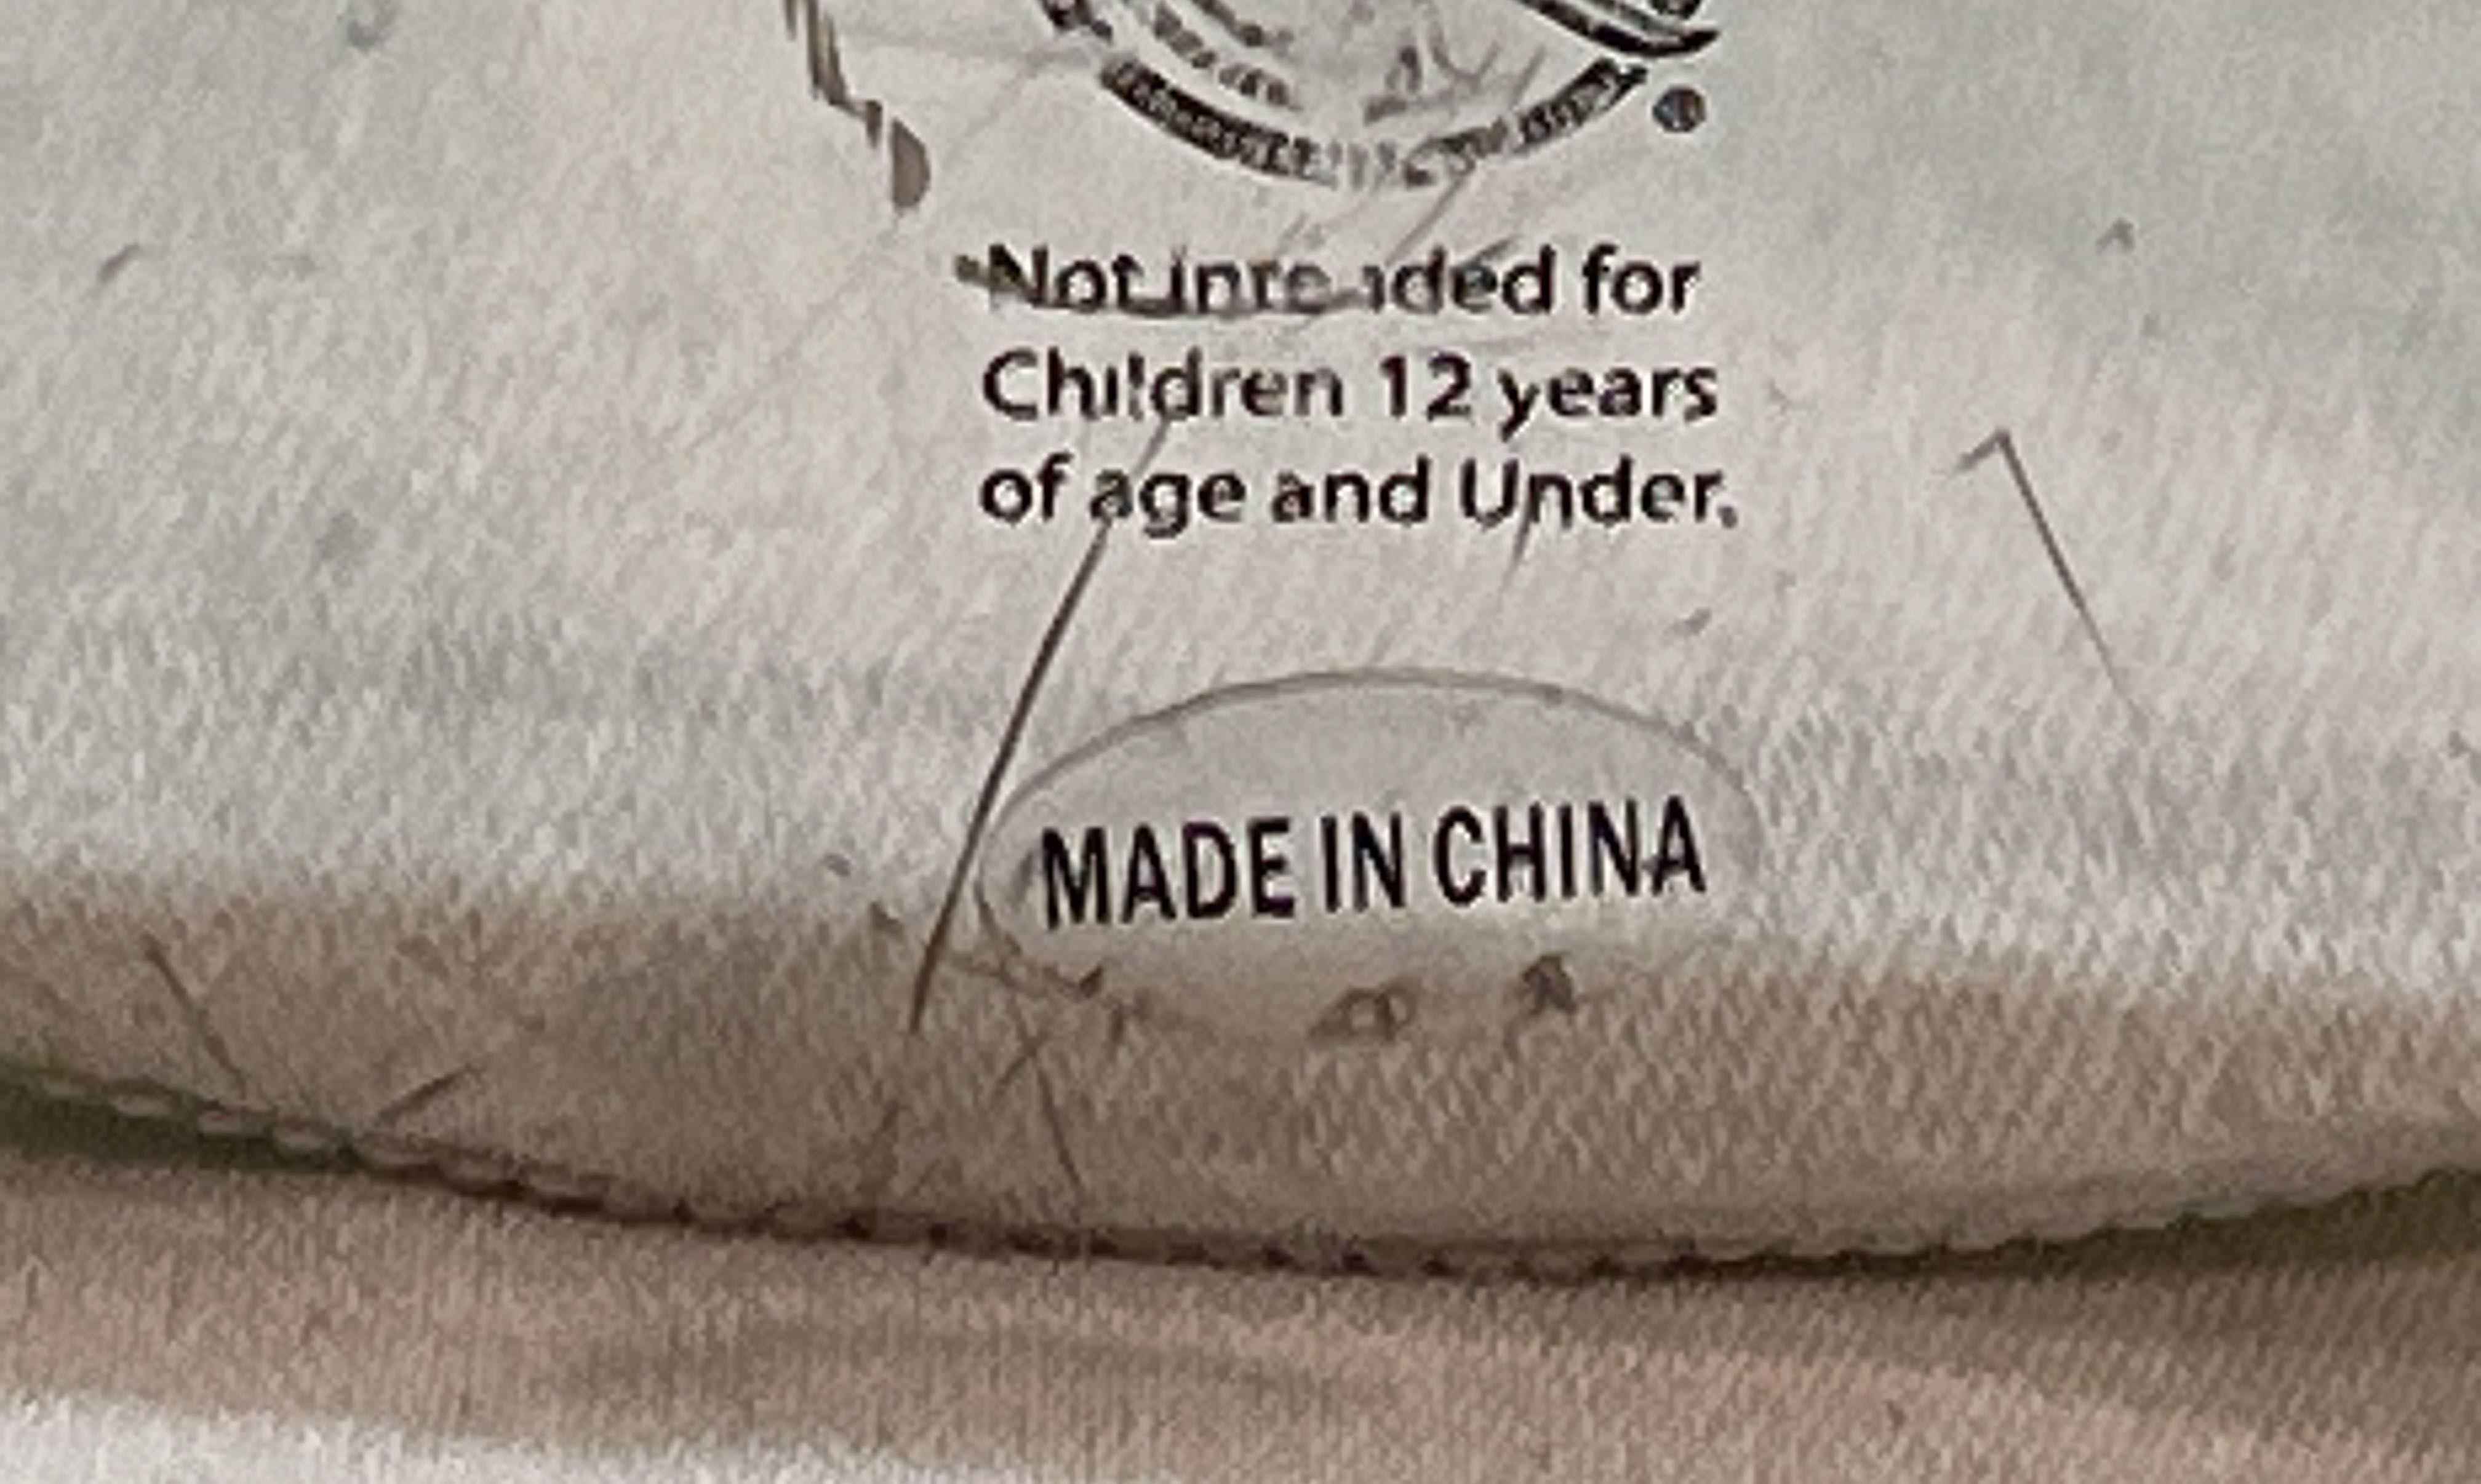 Not intended for
Children 12 years
of age and Under.
MADE IN CHINA